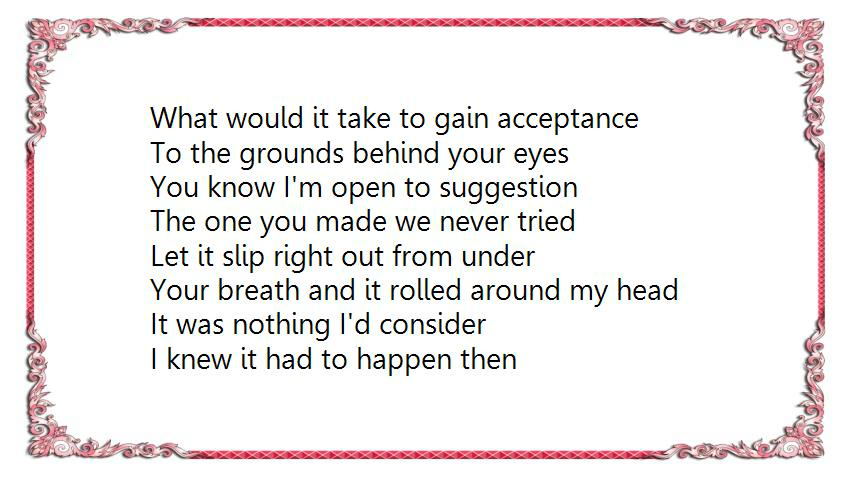 What would it take to gain acceptance
To the grounds behind your eyes
You know I'm open to suggestion
The one you made we never tried
Let it slip right out from under
Your breath and it rolled around my head
It was nothing I'd consider
I knew it had to happen then